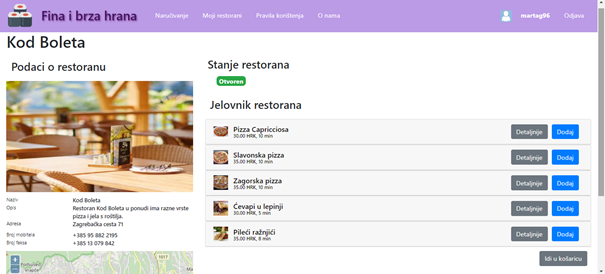 Fina i brza hrana
Naručivanje
Moji restorani
Pravila korištenja
O nama
martag96
Odjava
Kod Boleta
Podaci o restoranu
Naziv Kod Boleta
Opis Restoran Kod Boleta u ponudi ima razne vrste
pizza i jela s roštilja.
Adresa Zagrebačka cesta 71
Broj mobitela +385 95 882 2195
Broj faksa +385 13 079 842
Stanje restorana
Otvoren
Jelovnik restorana
Pizza Capricciosa
30.00 HRK, 10 min
Detaljnije Dodaj
Slavonska pizza
35.00 HRK, 10 min
Detaljnije Dodaj
Zagorska pizza
35.00 HRK, 10 min
Detaljnije Dodaj
Ćevapi u lepinji
30.00 HRK, 5 min
Detaljnije Dodaj
Pileći ražnjići
35.00 HRK, 8 min
Detaljnije Dodaj
Idi u košaricu